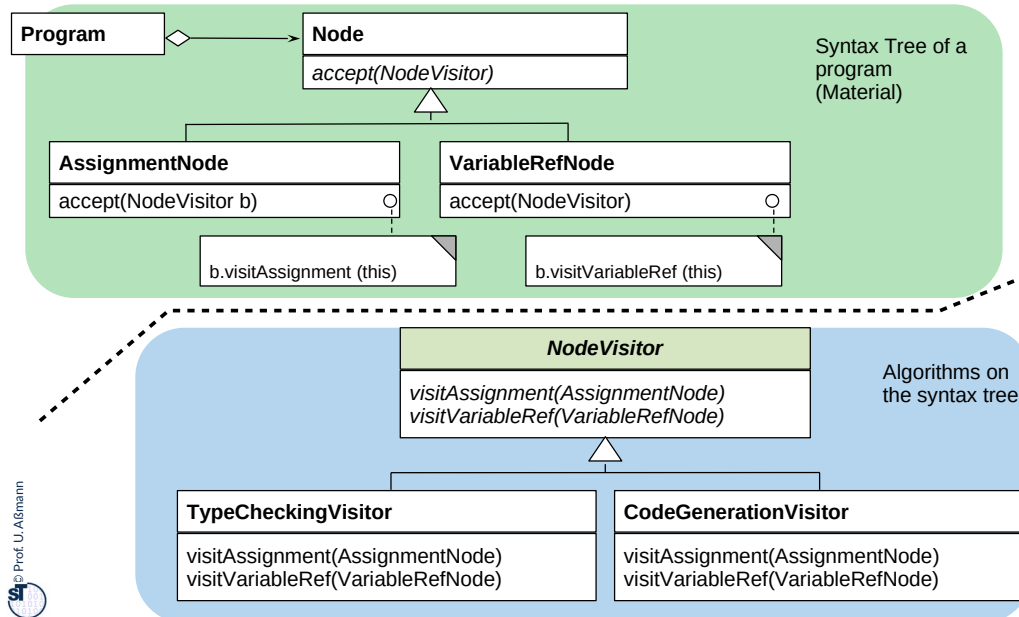 Program
Node
accept(NodeVisitor)
Syntax Tree of a
program
(Material)
AssignmentNode
accept(NodeVisitor b)
VariableRefNode
accept(NodeVisitor)
b.visitAssignment (this)
b.visitVariableRef (this)
NodeVisitor
visitAssignment(AssignmentNode)
visitVariableRef(VariableRefNode)
Algorithms on
the syntax tree
TypeCheckingVisitor
visitAssignment(AssignmentNode)
visitVariableRef(VariableRefNode)
CodeGenerationVisitor
visitAssignment(AssignmentNode)
visitVariableRef(VariableRefNode)
© Prof. U. Aßmann
ST